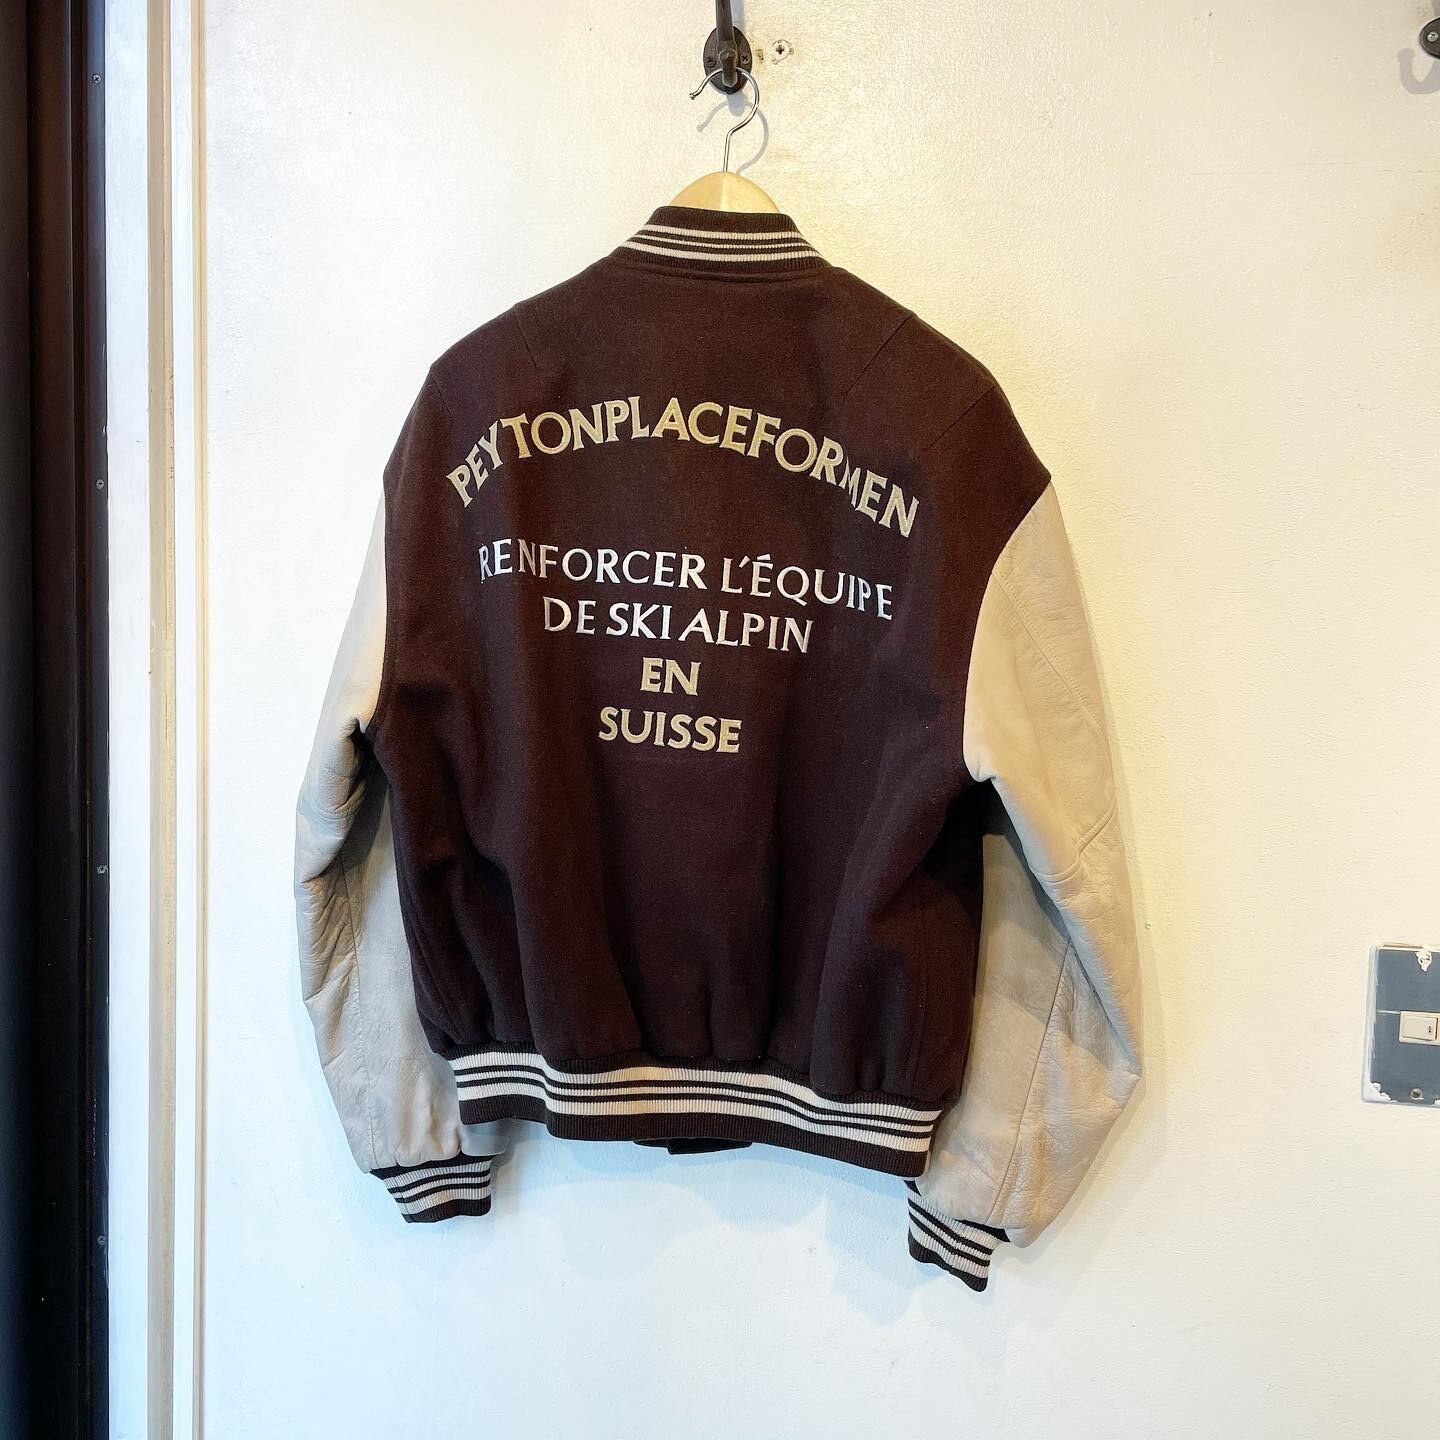 PEYTONPLACEFORMEN
RENFORCER L'ÉQUIPE
DE SKI ALPIN
EN
SUISSE